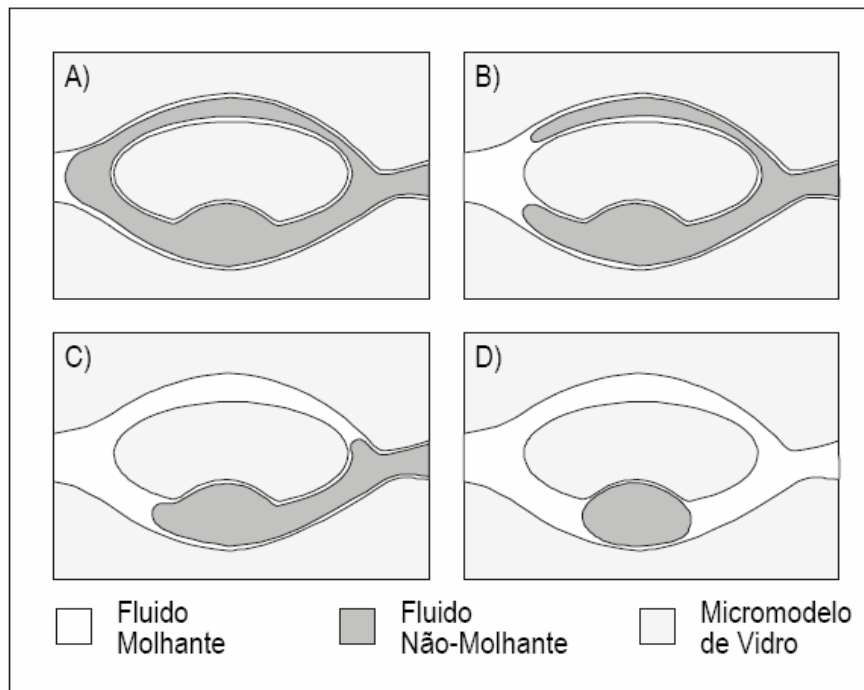 A)
B)
C)
D)
Fluido
Molhante
Fluido
Não-Molhante
Micromodelo
de Vidro